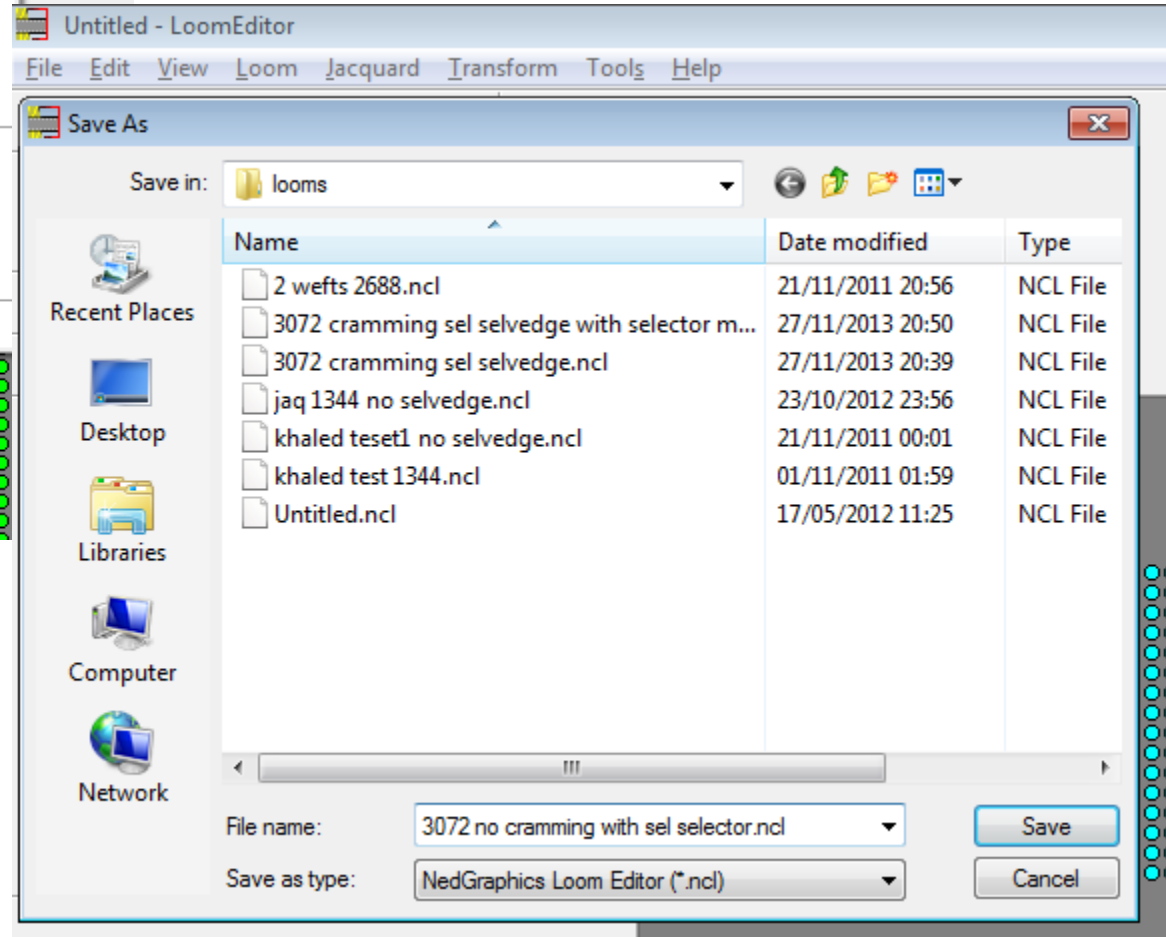 Untitled - LoomEditor
File Edit View Loom Jacquard Transform Tools Help
Save As
Save in: looms
Name Date modified Type
2 wefts 2688.ncl 21/11/2011 20:56 NCL File
3072 cramming sel selvedge with selector m... 27/11/2013 20:50 NCL File
3072 cramming sel selvedge.ncl 27/11/2013 20:39 NCL File
jaq 1344 no selvedge.ncl 23/10/2012 23:56 NCL File
khaled teset1 no selvedge.ncl 21/11/2011 00:01 NCL File
khaled test 1344.ncl 01/11/2011 01:59 NCL File
Untitled.ncl 17/05/2012 11:25 NCL File
Recent Places
Desktop
Libraries
Computer
Network
File name: 3072 no cramming with sel selector.ncl Save
Save as type: NedGraphics Loom Editor (*.ncl) Cancel